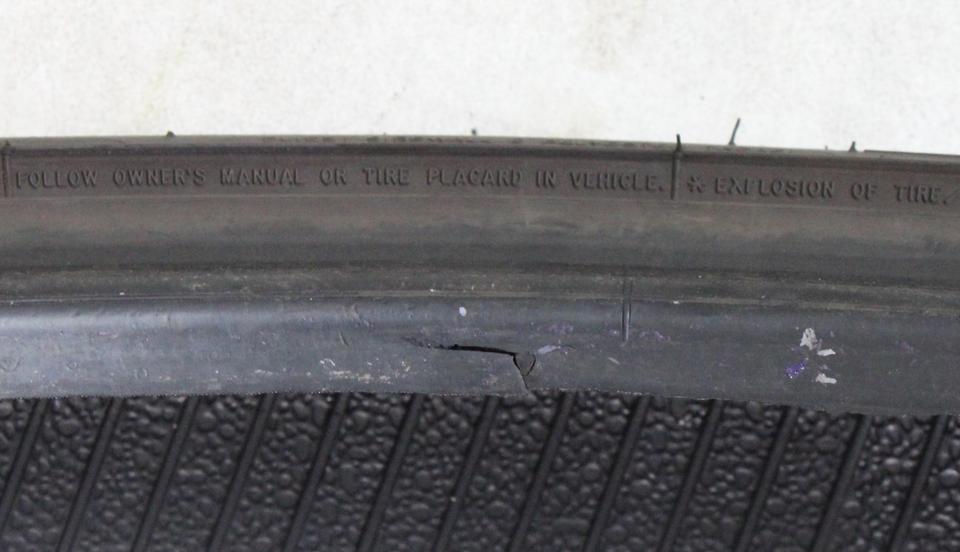 FOLLOW OWNER'S MANUAL OR TIRE PLACARD IN VEHICLE. * EXPLOSION OF TIRE